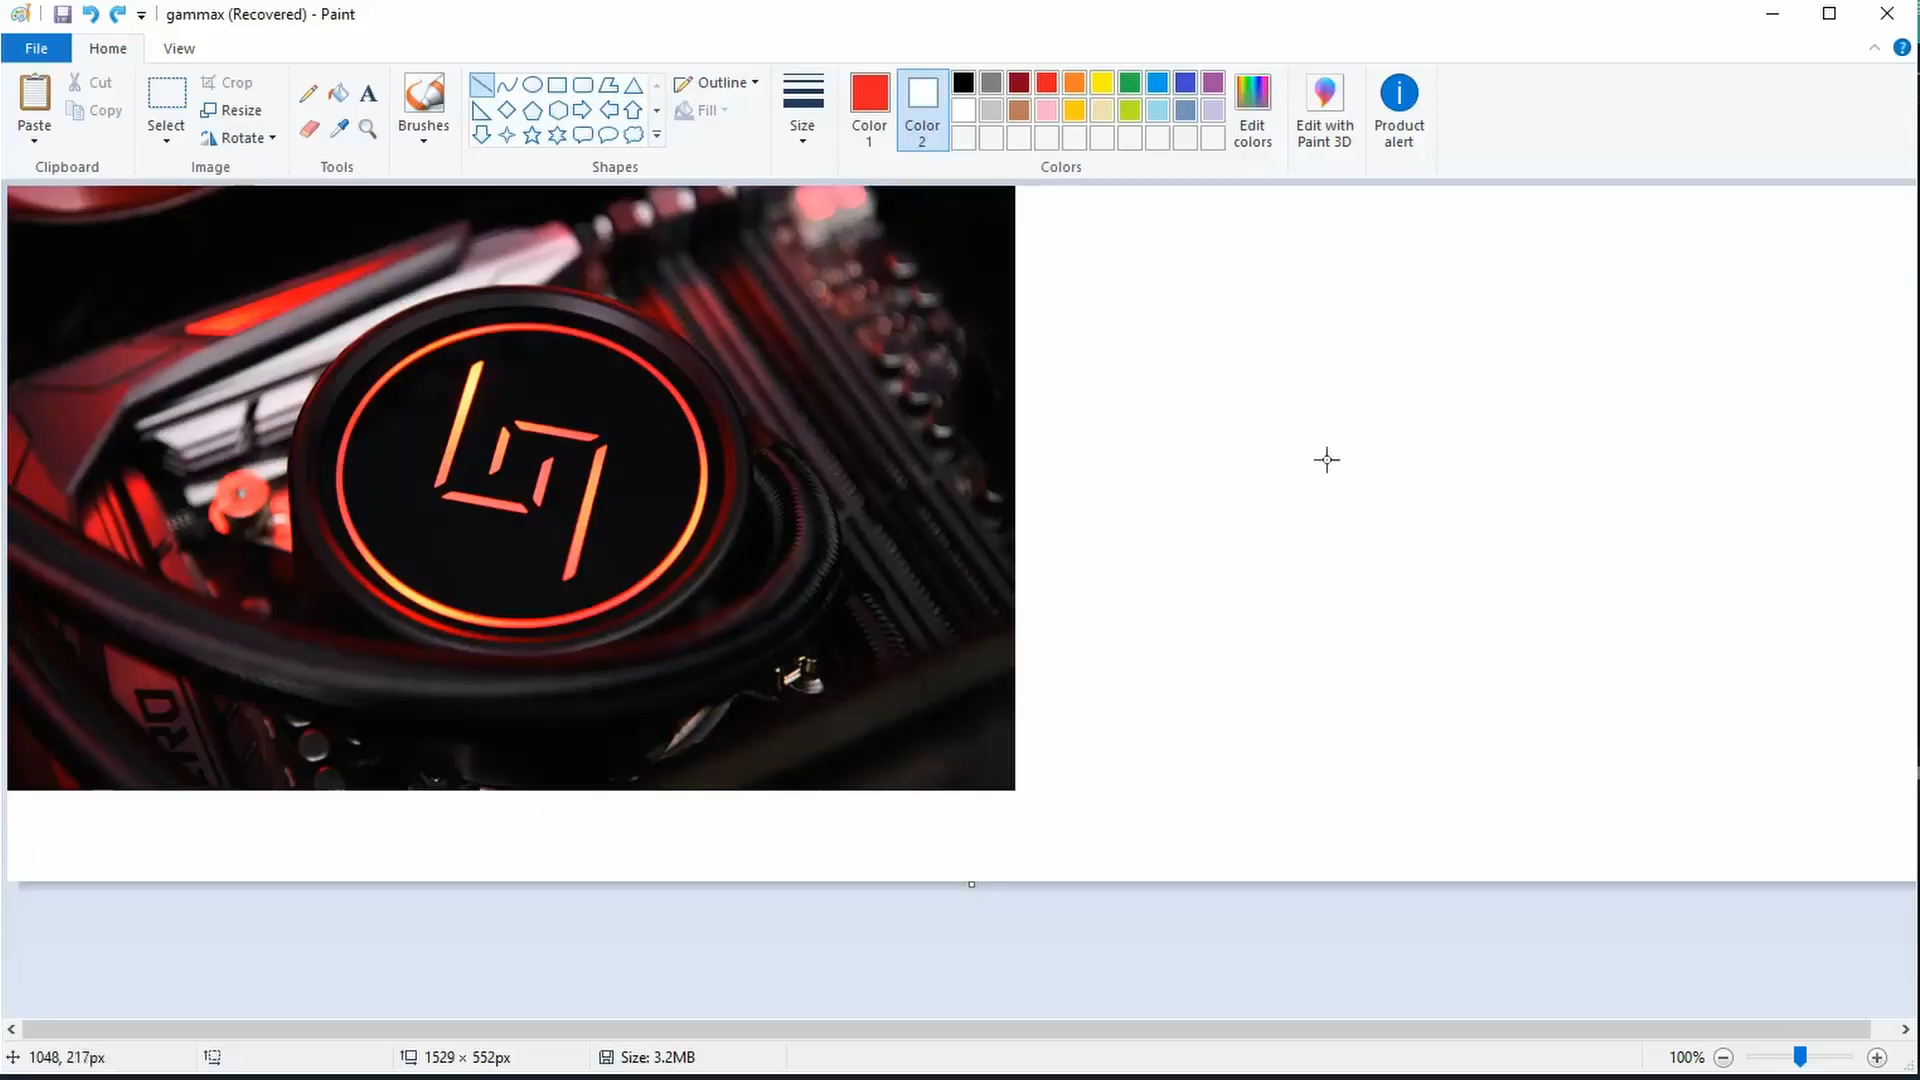 gammax (Recovered) - Paint
File Home View
Paste
Cut
Copy
Clipboard
Select
Crop
Resize
Rotate
Image
A
Tools
Brushes
Shapes
Outline
Fill
Size
Color 1
Color 2
Edit colors
Colors
Edit with Paint 3D
Product alert
1048, 217px
1529 × 552px
Size: 3.2MB
100%